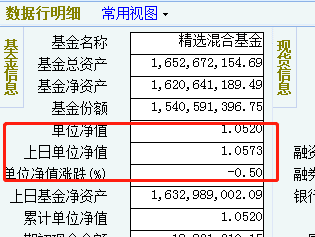 数据行明细 常用视图
基金信息
现货信息
基金名称 精选混合基金
基金总资产 1,652,672,154.69
基金净资产 1,620,641,189.49
基金份额 1,540,591,396.75
单位净值 1.0520
上日单位净值 1.0573 融资
单位净值涨跌(%) -0.50 融券
上日基金净资产 1,632,989,002.09 银行
累计单位净值 1.0520